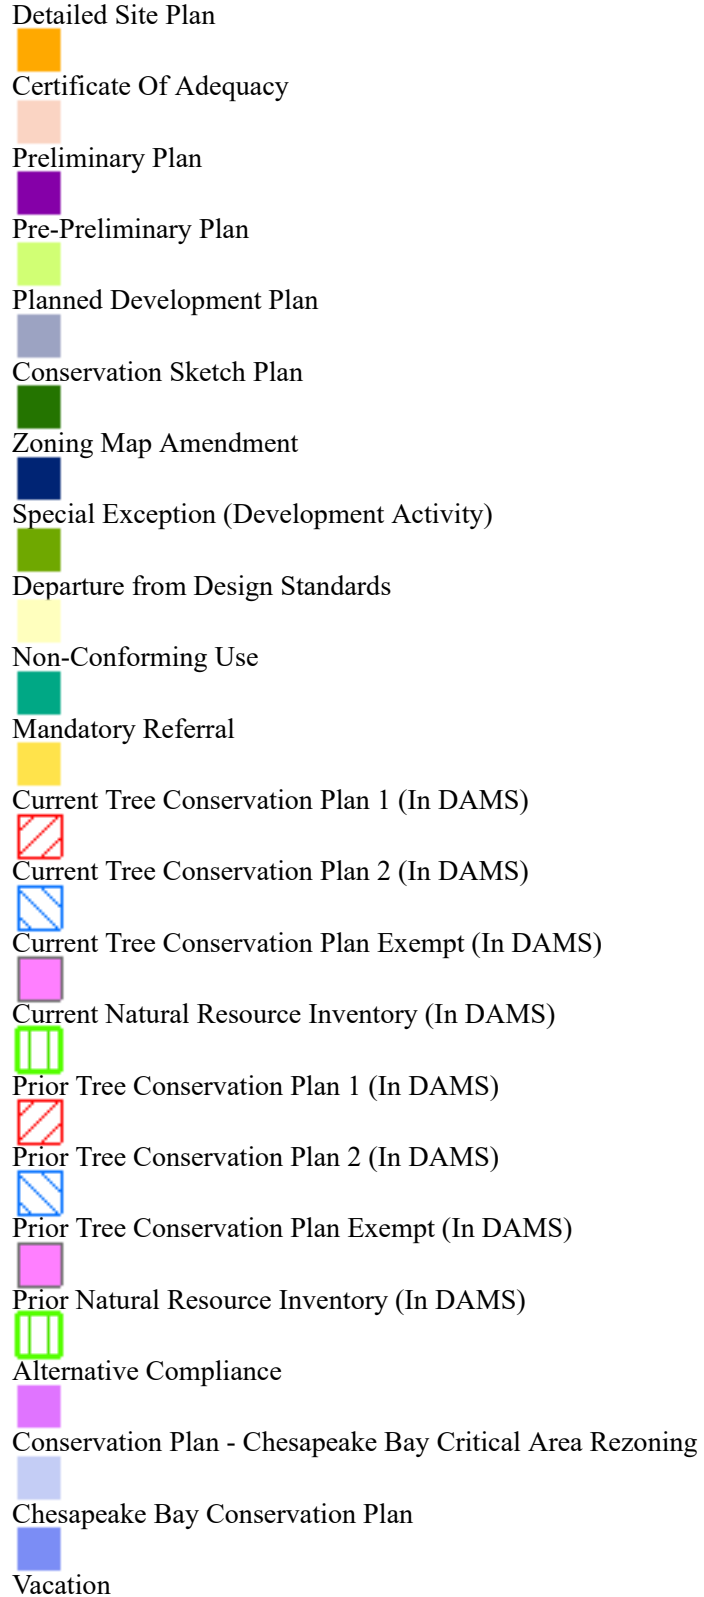 Detailed Site Plan
Certificate Of Adequacy
Preliminary Plan
Pre-Preliminary Plan
Planned Development Plan
Conservation Sketch Plan
Zoning Map Amendment
Special Exception (Development Activity)
Departure from Design Standards
Non-Conforming Use
Mandatory Referral
Current Tree Conservation Plan 1 (In DAMS)
Current Tree Conservation Plan 2 (In DAMS)
Current Tree Conservation Plan Exempt (In DAMS)
Current Natural Resource Inventory (In DAMS)
Prior Tree Conservation Plan 1 (In DAMS)
Prior Tree Conservation Plan 2 (In DAMS)
Prior Tree Conservation Plan Exempt (In DAMS)
Prior Natural Resource Inventory (In DAMS)
Alternative Compliance
Conservation Plan - Chesapeake Bay Critical Area Rezoning
Chesapeake Bay Conservation Plan
Vacation